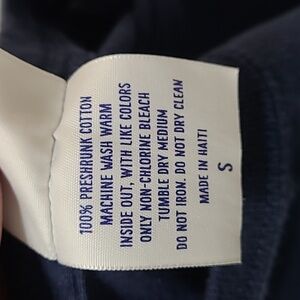 100% PRESHRUNK COTTON
MACHINE WASH WARM
INSIDE OUT, WITH LIKE COLORS
ONLY NON-CHLORINE BLEACH
TUMBLE DRY MEDIUM
DO NOT IRON. DO NOT DRY CLEAN
MADE IN HAITI
S